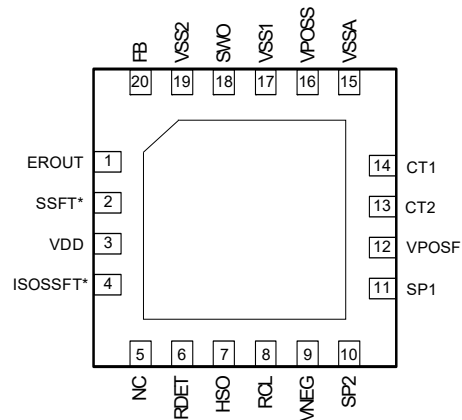 FB VSS2 SWO VSS1 VPOSS VSSA
20 19 18 17 16 15
EROUT 1
SSFT* 2
VDD 3
ISOSSFT* 4
14 CT1
13 CT2
12 VPOSF
11 SP1
5 6 7 8 9 10
NC RDET HSO RCL VNEG SP2